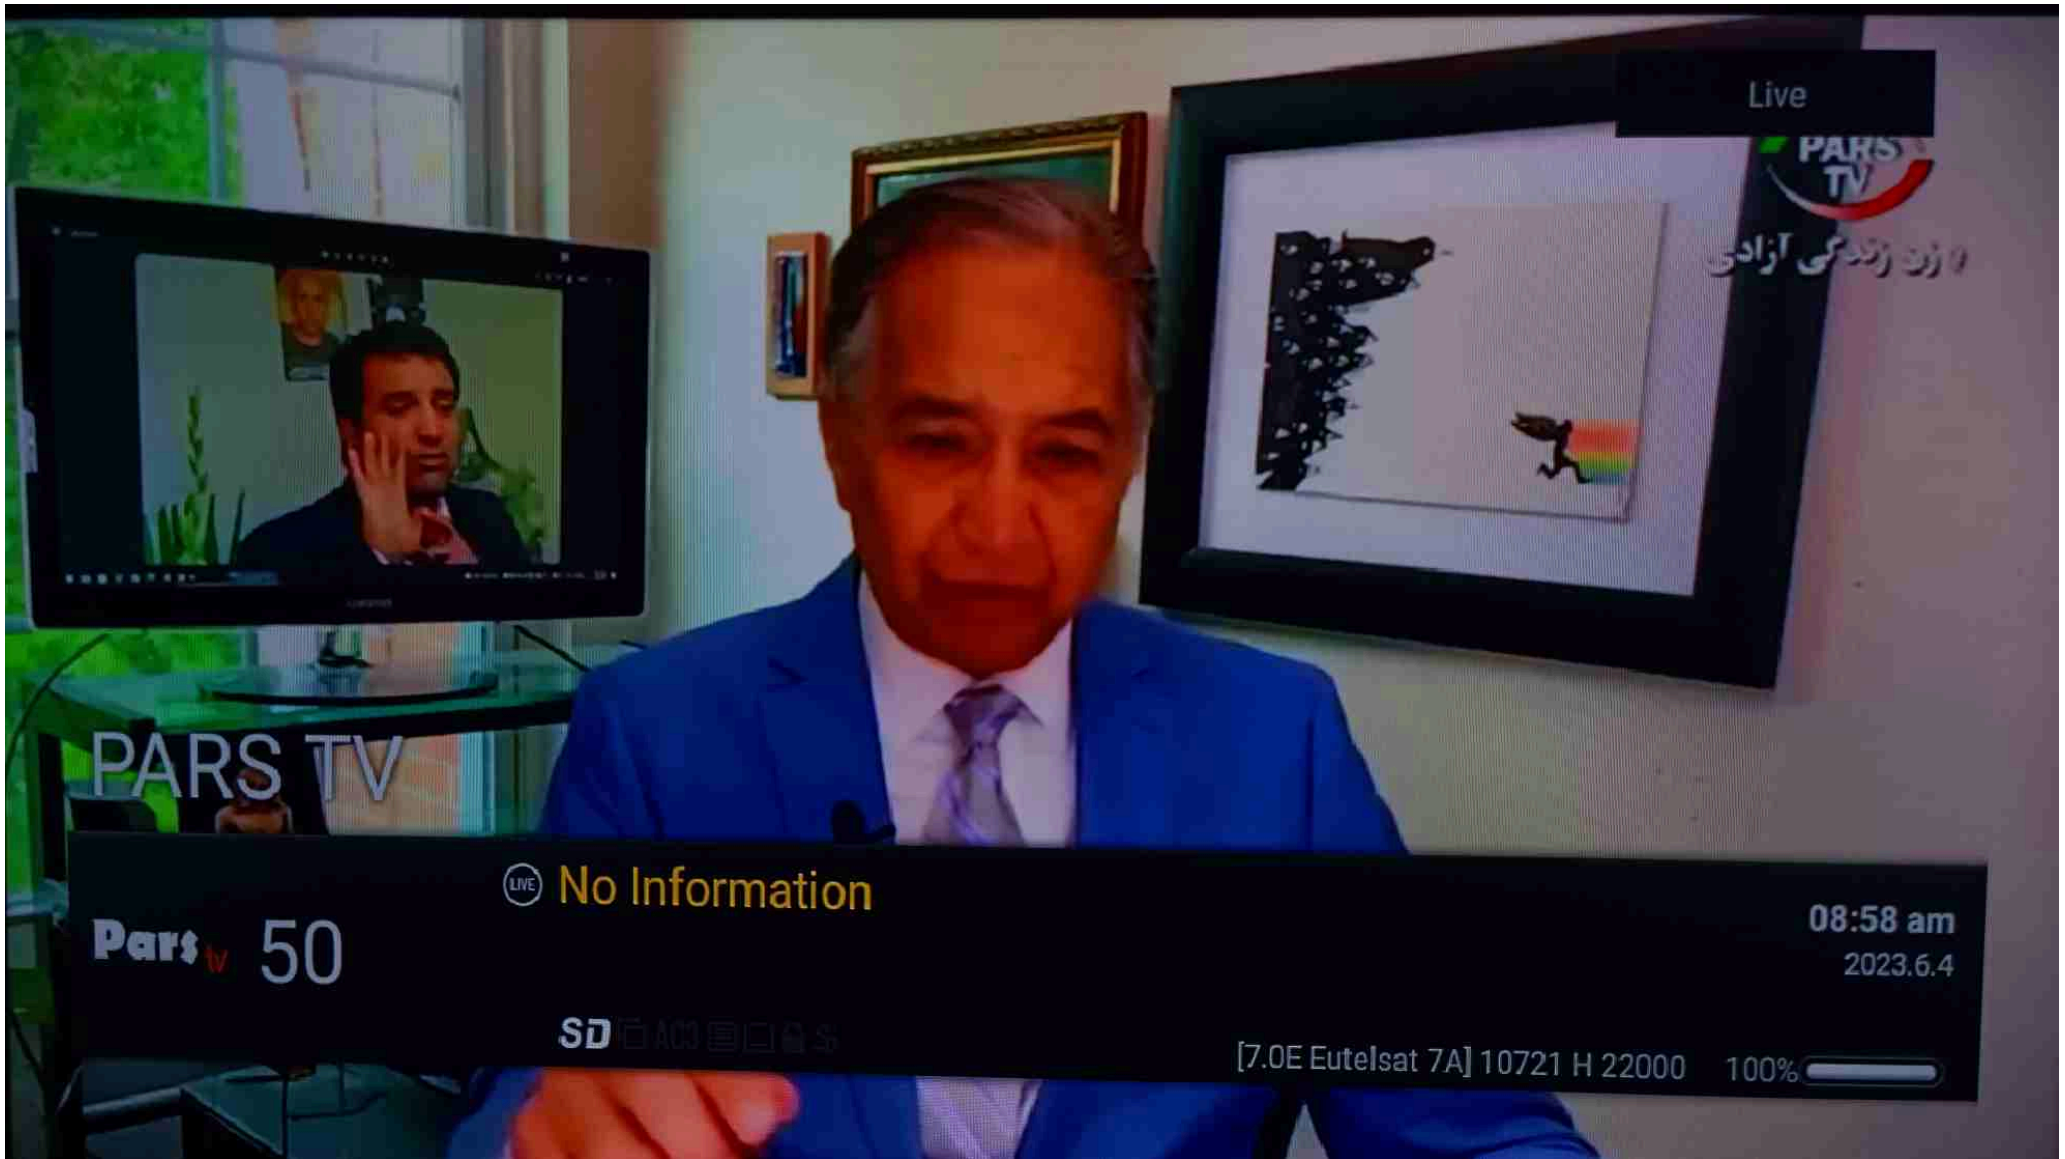 Live
PARS
TV
زن زندگی آزادی
PARS TV
LIVE No Information
Pars tv 50
08:58 am
2023.6.4
SD AC3
[7.0E Eutelsat 7A] 10721 H 22000 100%